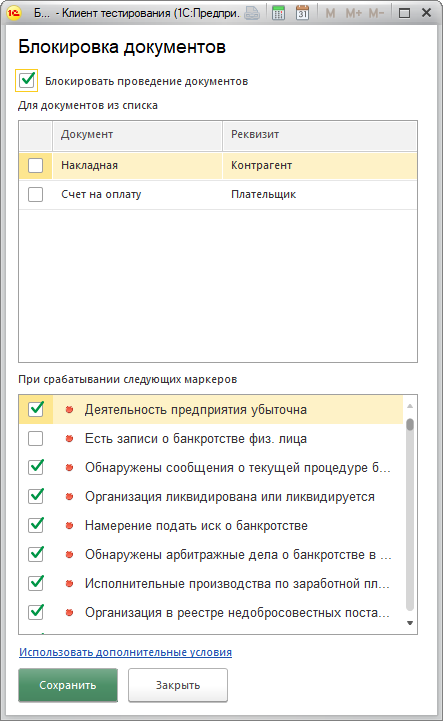 Б... - Клиент тестирования (1С:Предпри... 31 M M+ M-
Блокировка документов
Блокировать проведение документов
Для документов из списка
Документ Реквизит
Накладная Контрагент
Счет на оплату Плательщик
При срабатывании следующих маркеров
Деятельность предприятия убыточна
Есть записи о банкротстве физ. лица
Обнаружены сообщения о текущей процедуре б...
Организация ликвидирована или ликвидируется
Намерение подать иск о банкротстве
Обнаружены арбитражные дела о банкротстве в ...
Исполнительные производства по заработной пл...
Организация в реестре недобросовестных поста...
Использовать дополнительные условия
Сохранить Закрыть